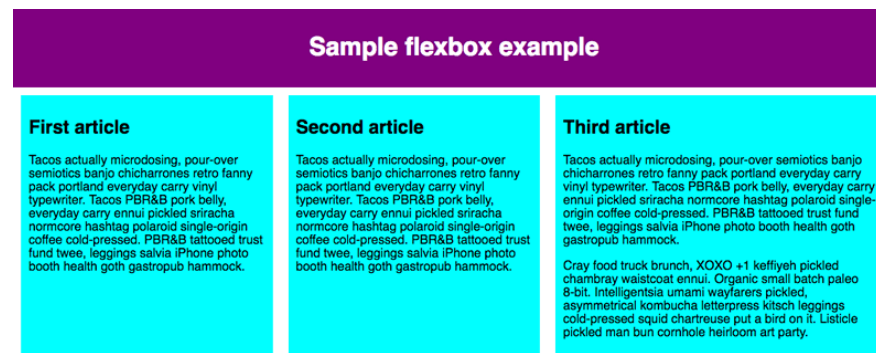 Sample flexbox example
First article
Tacos actually microdosing, pour-over
semiotics banjo chicharrones retro fanny
pack portland everyday carry vinyl
typewriter. Tacos PBR&B pork belly,
everyday carry ennui pickled sriracha
normcore hashtag polaroid single-origin
coffee cold-pressed. PBR&B tattooed trust
fund twee, leggings salvia iPhone photo
booth health goth gastropub hammock.
Second article
Tacos actually microdosing, pour-over
semiotics banjo chicharrones retro fanny
pack portland everyday carry vinyl
typewriter. Tacos PBR&B pork belly,
everyday carry ennui pickled sriracha
normcore hashtag polaroid single-origin
coffee cold-pressed. PBR&B tattooed trust
fund twee, leggings salvia iPhone photo
booth health goth gastropub hammock.
Third article
Tacos actually microdosing, pour-over semiotics banjo
chicharrones retro fanny pack portland everyday carry
vinyl typewriter. Tacos PBR&B pork belly, everyday carry
ennui pickled sriracha normcore hashtag polaroid single-
origin coffee cold-pressed. PBR&B tattooed trust fund
twee, leggings salvia iPhone photo booth health goth
gastropub hammock.
Cray food truck brunch, XOXO +1 keffiyeh pickled
chambray waistcoat ennui. Organic small batch paleo
8-bit. Intelligentsia umami wayfarers pickled,
asymmetrical kombucha letterpress kitsch leggings
cold-pressed squid chartreuse put a bird on it. Listicle
pickled man bun cornhole heirloom art party.